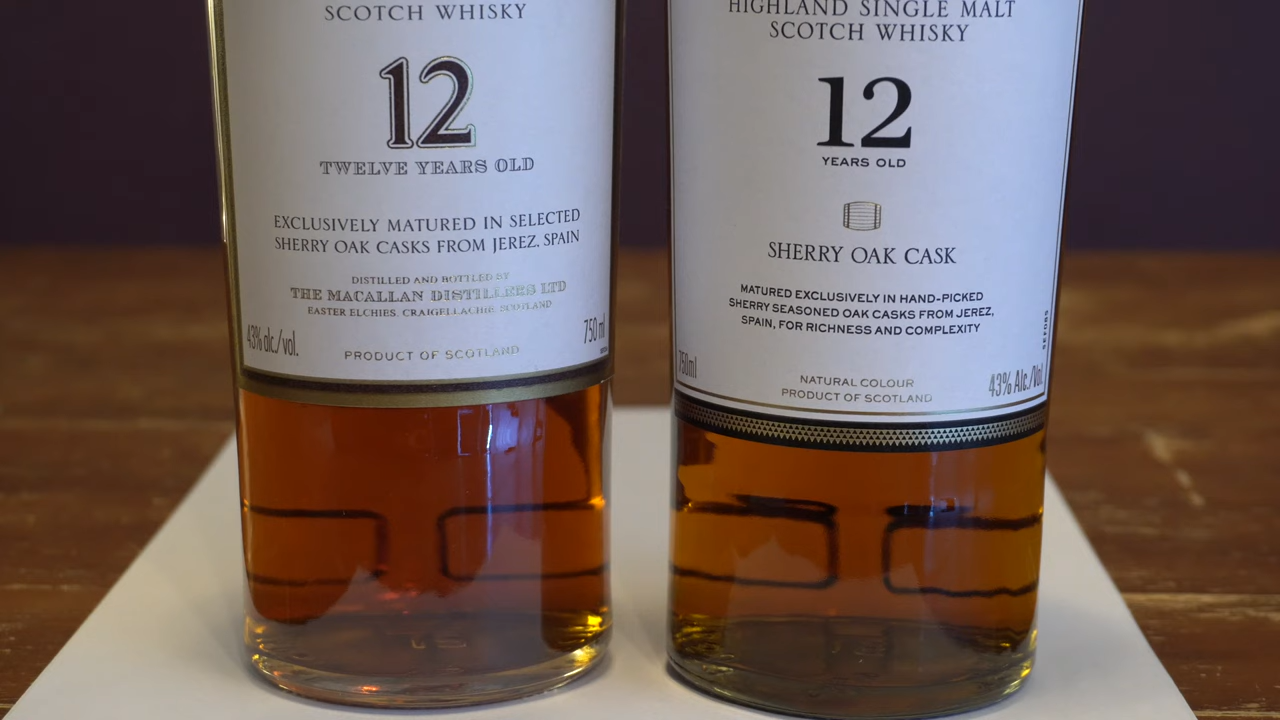 SCOTCH WHISKY
12
TWELVE YEARS OLD
EXCLUSIVELY MATURED IN SELECTED
SHERRY OAK CASKS FROM JEREZ, SPAIN
DISTILLED AND BOTTLED BY
THE MACALLAN DISTILLERS LTD
EASTER ELCHIES, CRAIGELLACHIE, SCOTLAND
43% alc./vol.
750 ml
PRODUCT OF SCOTLAND
HIGHLAND SINGLE MALT
SCOTCH WHISKY
12
YEARS OLD
SHERRY OAK CASK
MATURED EXCLUSIVELY IN HAND-PICKED
SHERRY SEASONED OAK CASKS FROM JEREZ,
SPAIN, FOR RICHNESS AND COMPLEXITY
750ml
NATURAL COLOUR
43% Alc./Vol.
PRODUCT OF SCOTLAND